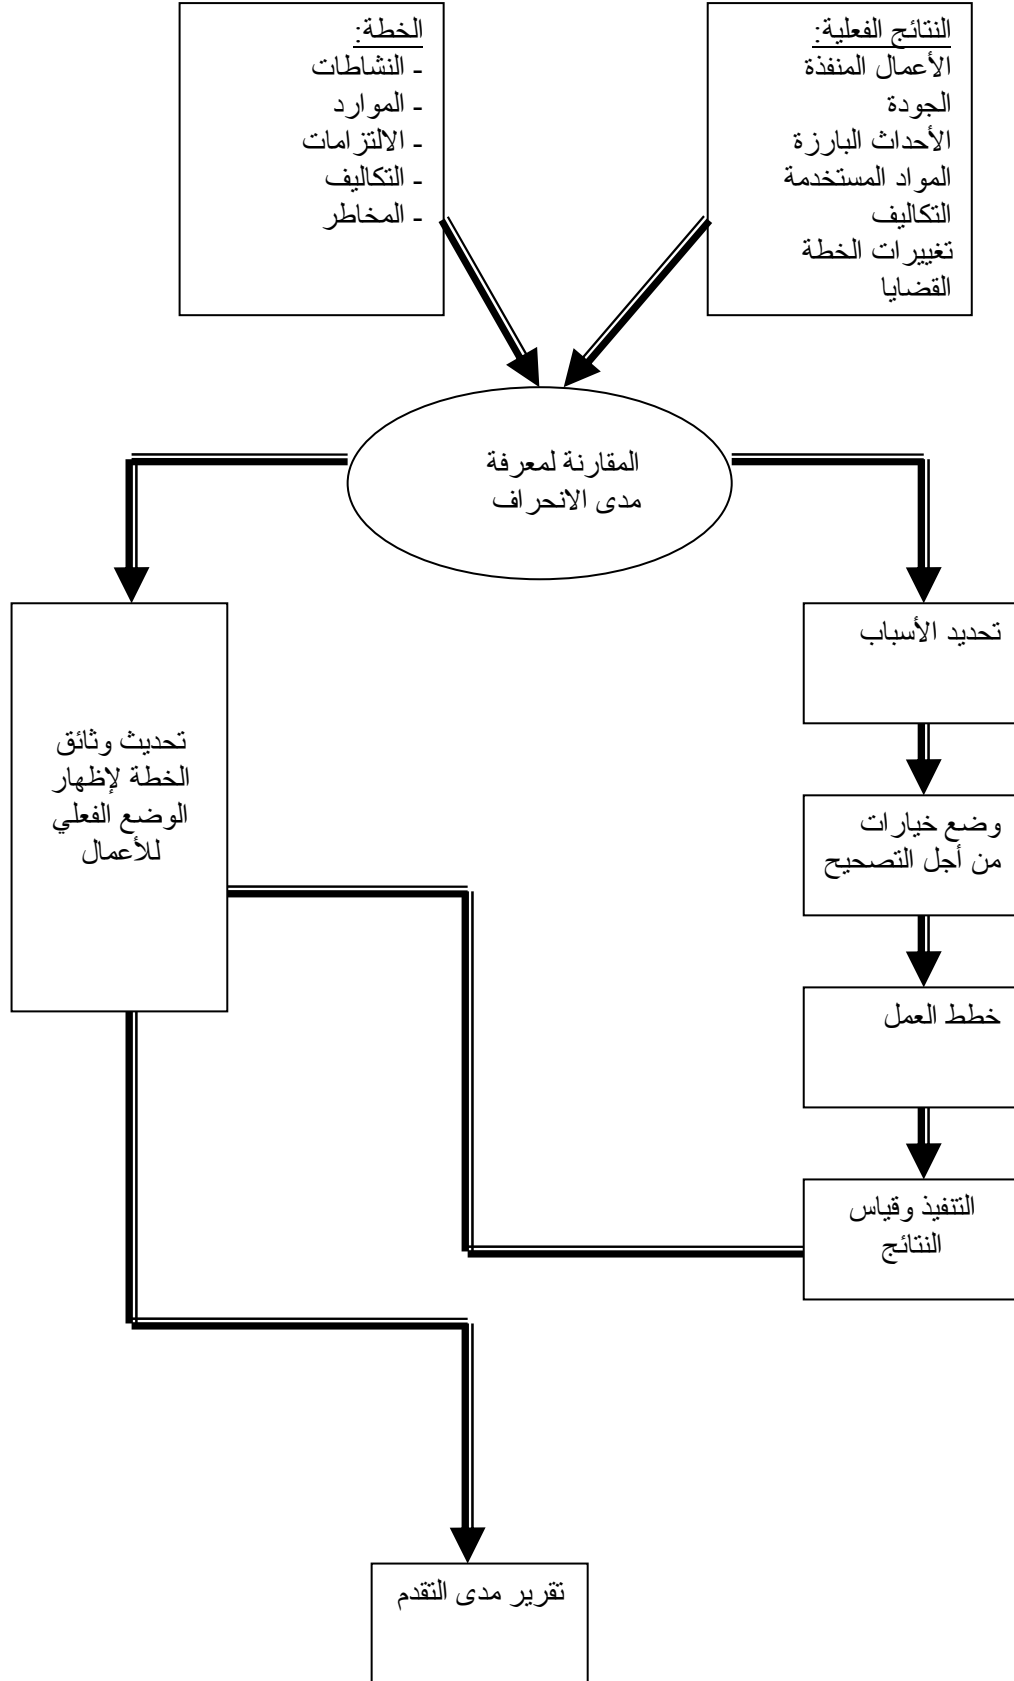 النتائج الفعلية:
الأعمال المنفذة
الجودة
الأحداث البارزة
المواد المستخدمة
التكاليف
تغييرات الخطة
القضايا
الخطة:
- النشاطات
- الموارد
- الالتزامات
- التكاليف
- المخاطر
المقارنة لمعرفة
مدى الانحراف
تحديد الأسباب
وضع خيارات
من أجل التصحيح
خطط العمل
التنفيذ وقياس
النتائج
تحديث وثائق
الخطة لإظهار
الوضع الفعلي
للأعمال
تقرير مدى التقدم